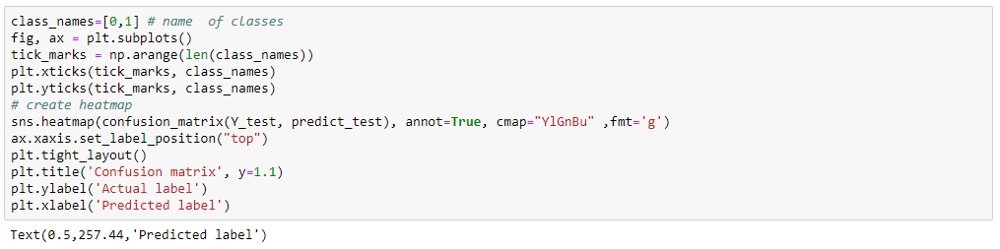 class_names=[0,1] # name  of classes
fig, ax = plt.subplots()
tick_marks = np.arange(len(class_names))
plt.xticks(tick_marks, class_names)
plt.yticks(tick_marks, class_names)
# create heatmap
sns.heatmap(confusion_matrix(Y_test, predict_test), annot=True, cmap="YlGnBu" ,fmt='g')
ax.xaxis.set_label_position("top")
plt.tight_layout()
plt.title('Confusion matrix', y=1.1)
plt.ylabel('Actual label')
plt.xlabel('Predicted label')
Text(0.5,257.44,'Predicted label')